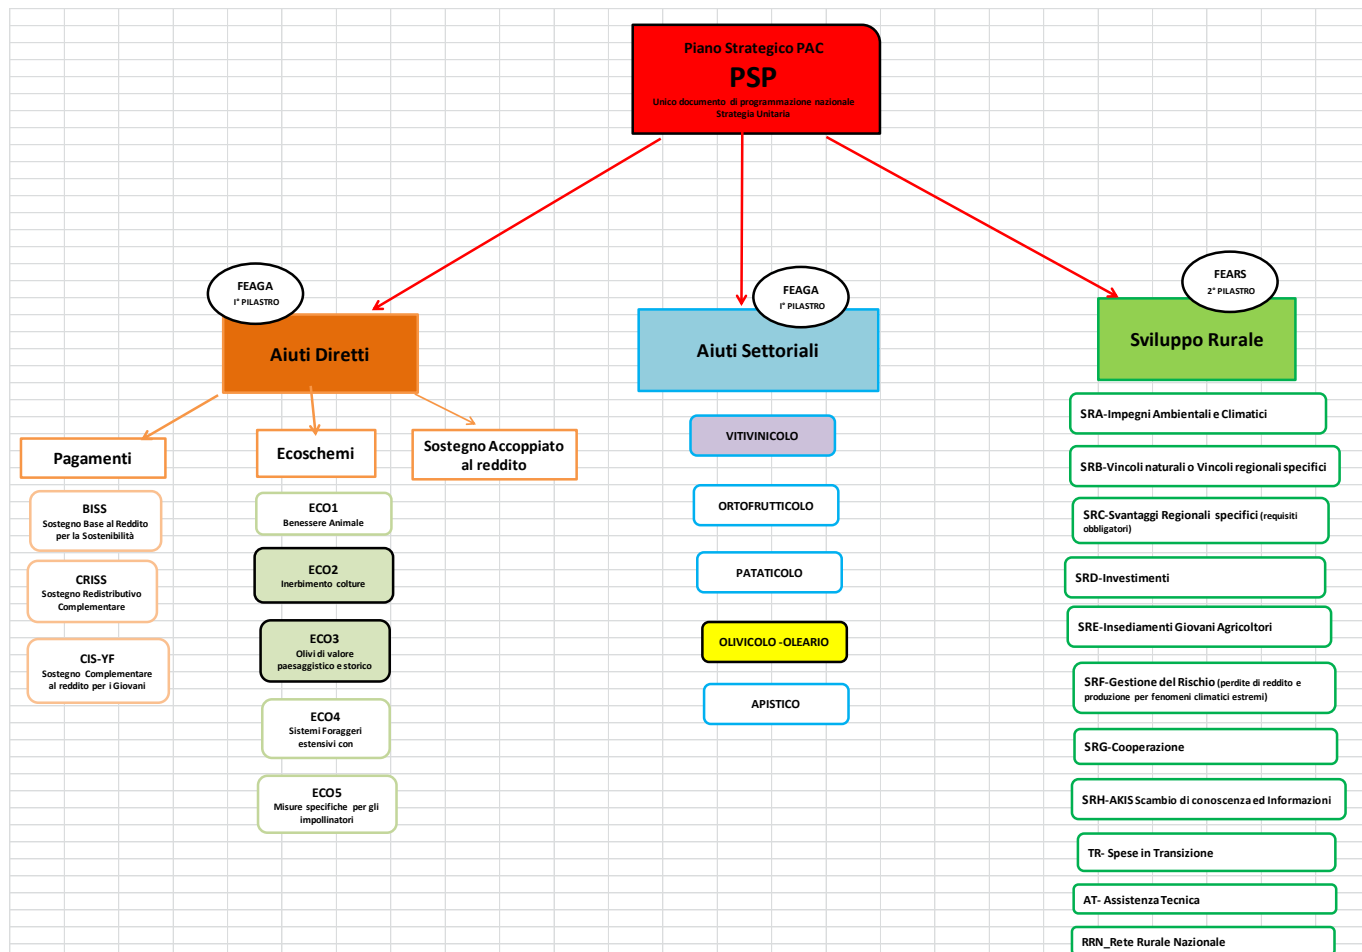 Piano Strategico PAC
PSP
Unico documento di programmazione nazionale
Strategia Unitaria
FEAGA
I° PILASTRO
Aiuti Diretti
FEAGA
I° PILASTRO
Aiuti Settoriali
FEARS
2° PILASTRO
Sviluppo Rurale
Pagamenti
BISS
Sostegno Base al Reddito
per la Sostenibilità
CRISS
Sostegno Redistributivo
Complementare
CIS-YF
Sostegno Complementare
al reddito per i Giovani
Ecoschemi
ECO1
Benessere Animale
ECO2
Inerbimento colture
ECO3
Olivi di valore
paesaggistico e storico
ECO4
Sistemi Foraggeri
estensivi con
ECO5
Misure specifiche per gli
impollinatori
Sostegno Accoppiato
al reddito
VITIVINICOLO
ORTOFRUTTICOLO
PATATICOLO
OLIVICOLO -OLEARIO
APISTICO
SRA-Impegni Ambientali e Climatici
SRB-Vincoli naturali o Vincoli regionali specifici
SRC-Svantaggi Regionali specifici (requisiti
obbligatori)
SRD-Investimenti
SRE-Insediamenti Giovani Agricoltori
SRF-Gestione del Rischio (perdite di reddito e
produzione per fenomeni climatici estremi)
SRG-Cooperazione
SRH-AKIS Scambio di conoscenza ed Informazioni
TR- Spese in Transizione
AT- Assistenza Tecnica
RRN_Rete Rurale Nazionale